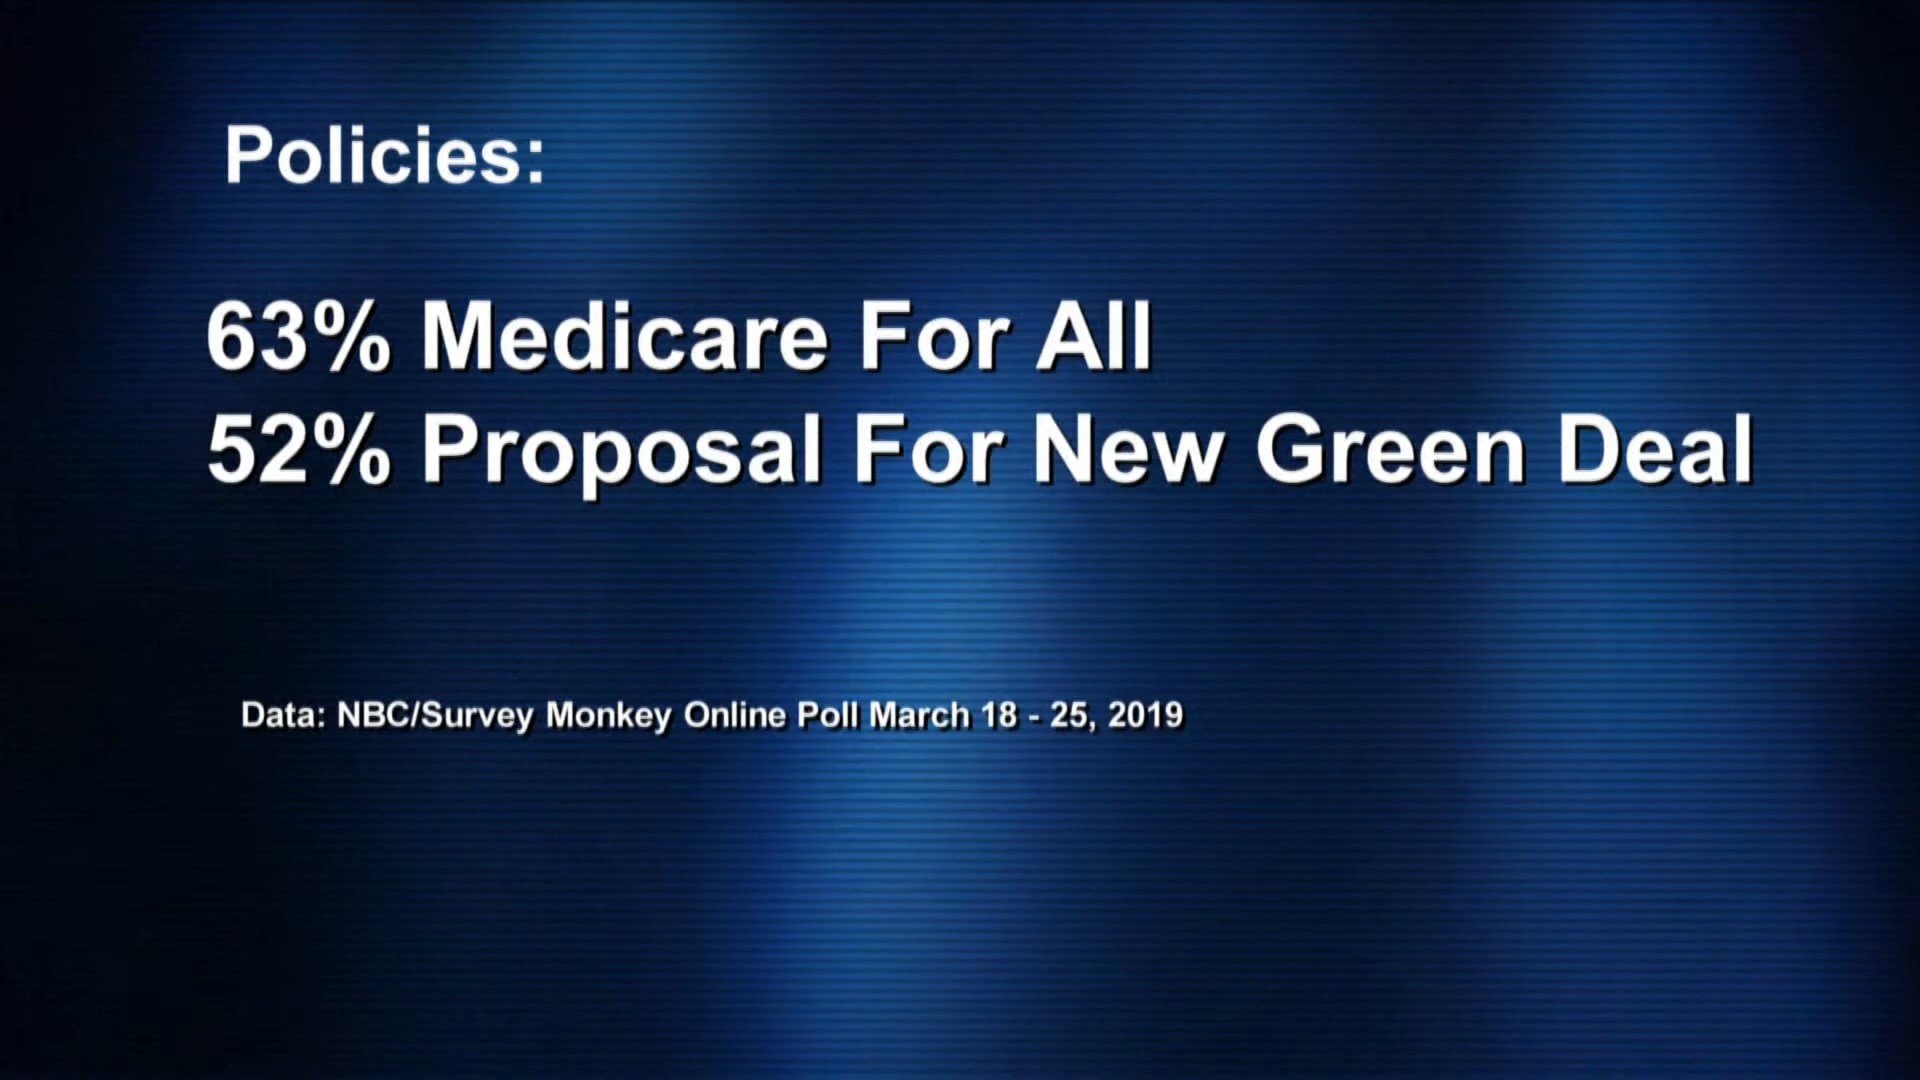 Policies:
63% Medicare For All
52% Proposal For New Green Deal
Data: NBC/Survey Monkey Online Poll March 18 - 25, 2019